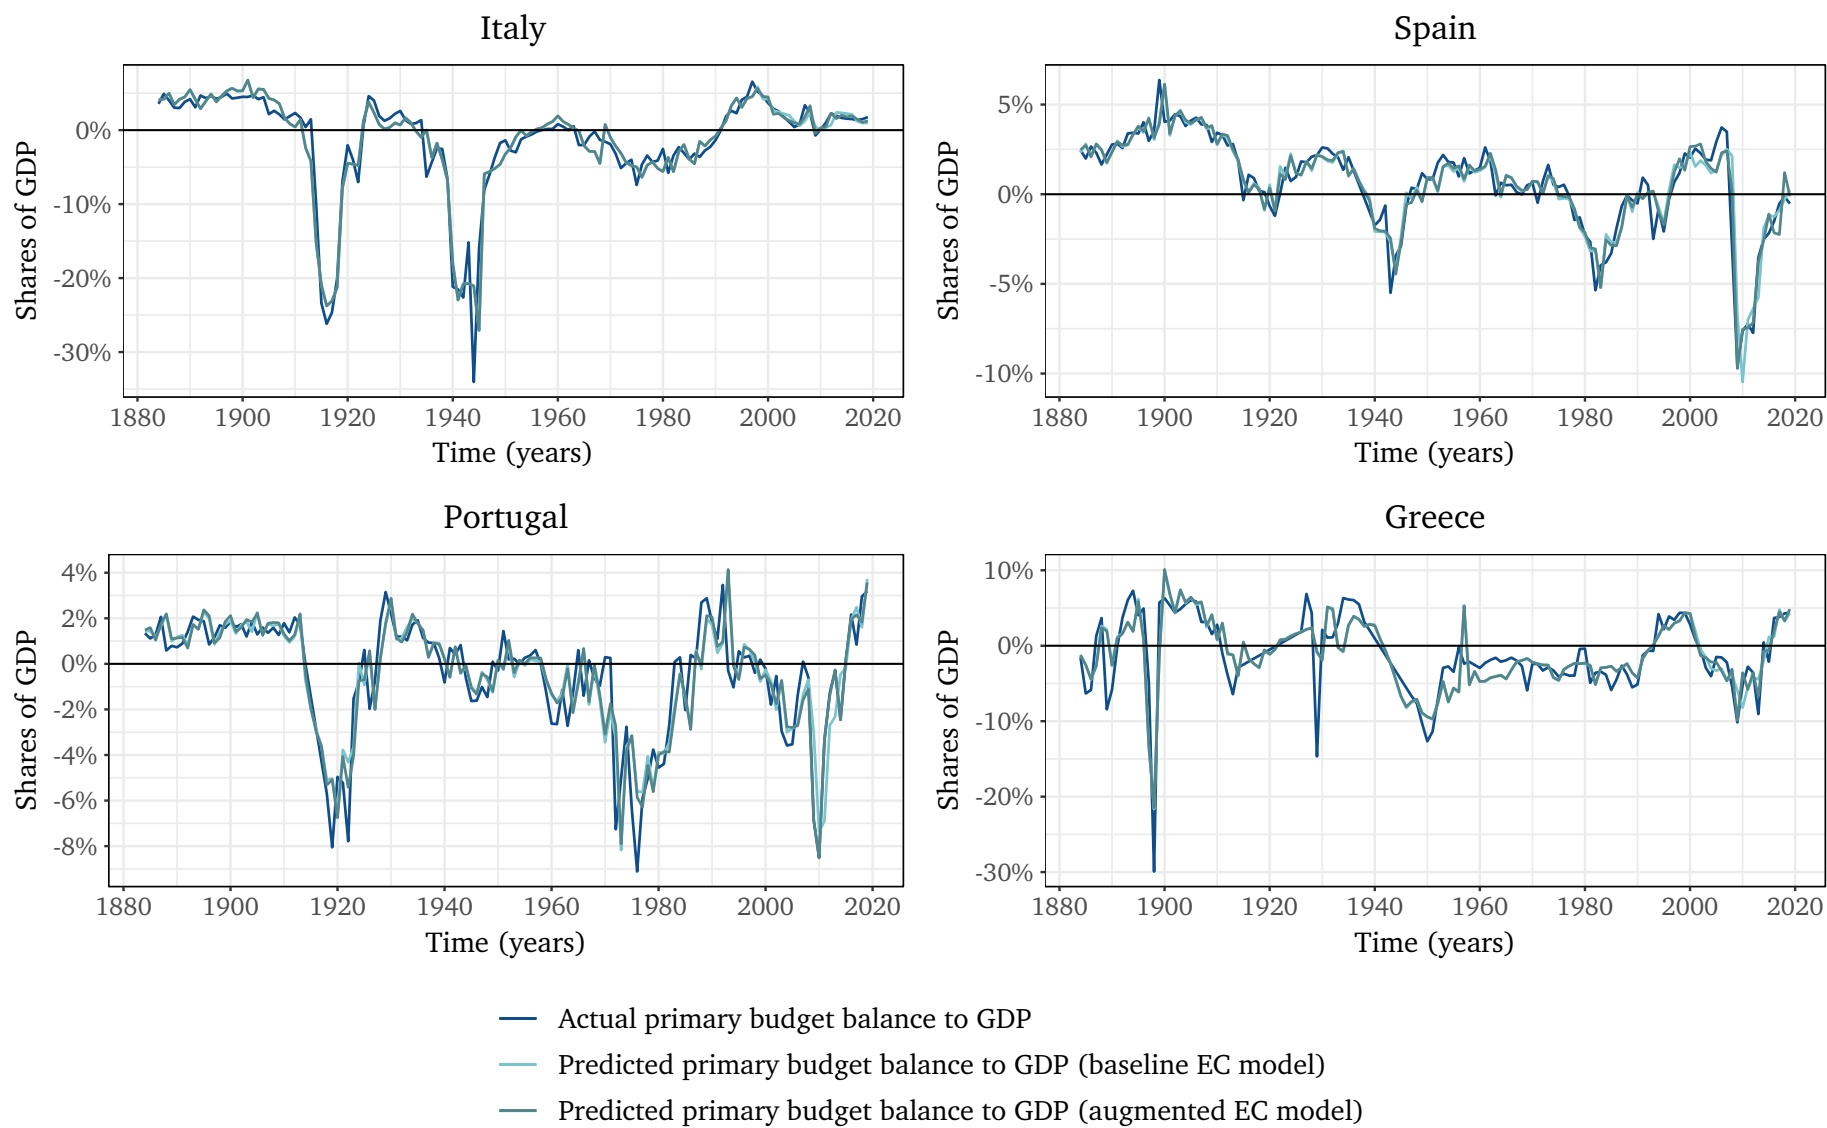 Italy
Shares of GDP
0%
-10%
-20%
-30%
1880 1900 1920 1940 1960 1980 2000 2020
Time (years)
Spain
Shares of GDP
5%
0%
-5%
-10%
1880 1900 1920 1940 1960 1980 2000 2020
Time (years)
Portugal
Shares of GDP
4%
2%
0%
-2%
-4%
-6%
-8%
1880 1900 1920 1940 1960 1980 2000 2020
Time (years)
Greece
Shares of GDP
10%
0%
-10%
-20%
-30%
1880 1900 1920 1940 1960 1980 2000 2020
Time (years)
Actual primary budget balance to GDP
Predicted primary budget balance to GDP (baseline EC model)
Predicted primary budget balance to GDP (augmented EC model)